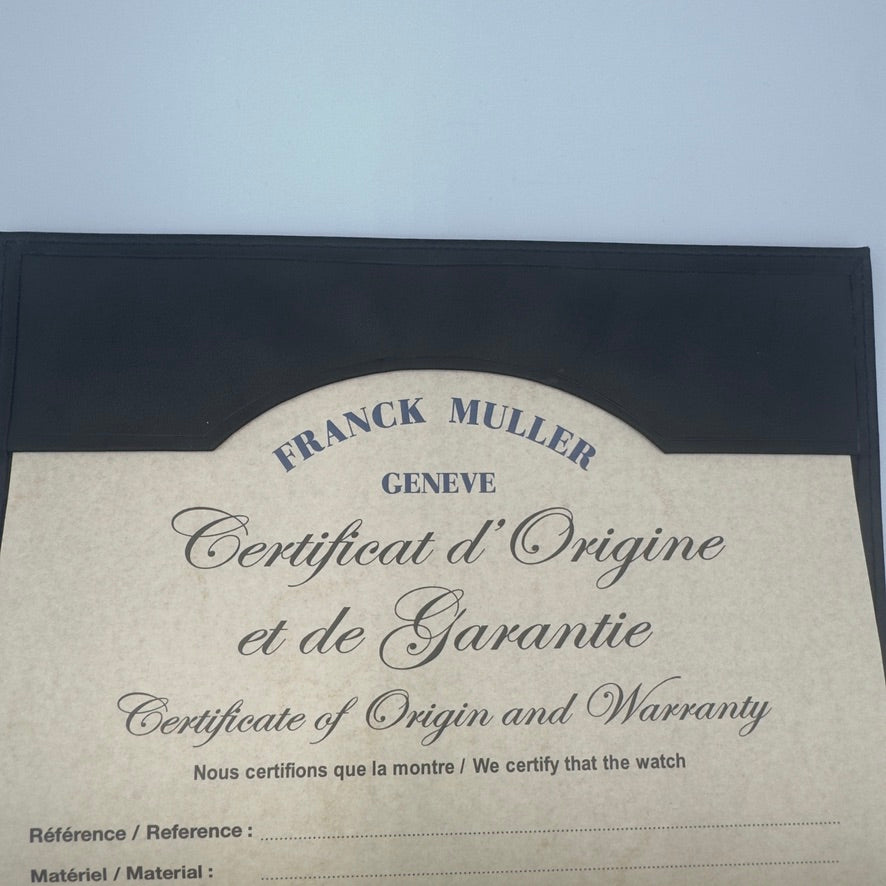 FRANCK MULLER
GENEVE
Certificat d'Origine
et de Garantie
Certificate of Origin and Warranty
Nous certifions que la montre / We certify that the watch
Référence / Reference :
Matériel / Material :